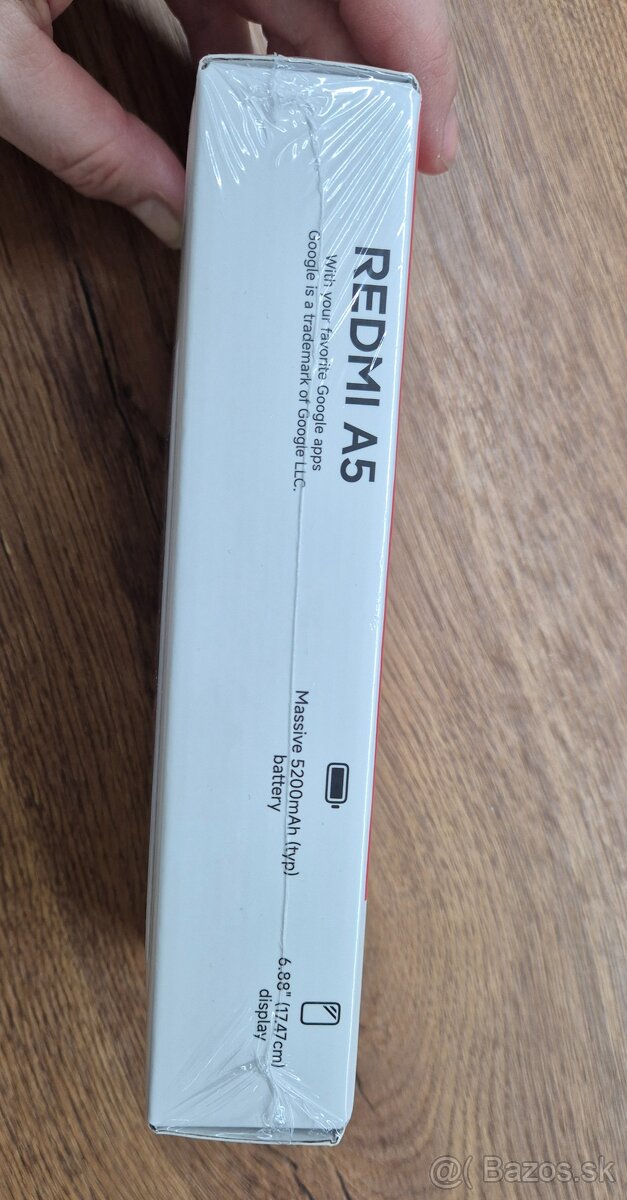 REDMI A5
With your favorite Google apps
Google is a trademark of Google LLC.
Massive 5200mAh (typ)
battery
6.88" (17.47cm)
display
@( Bazos.sk